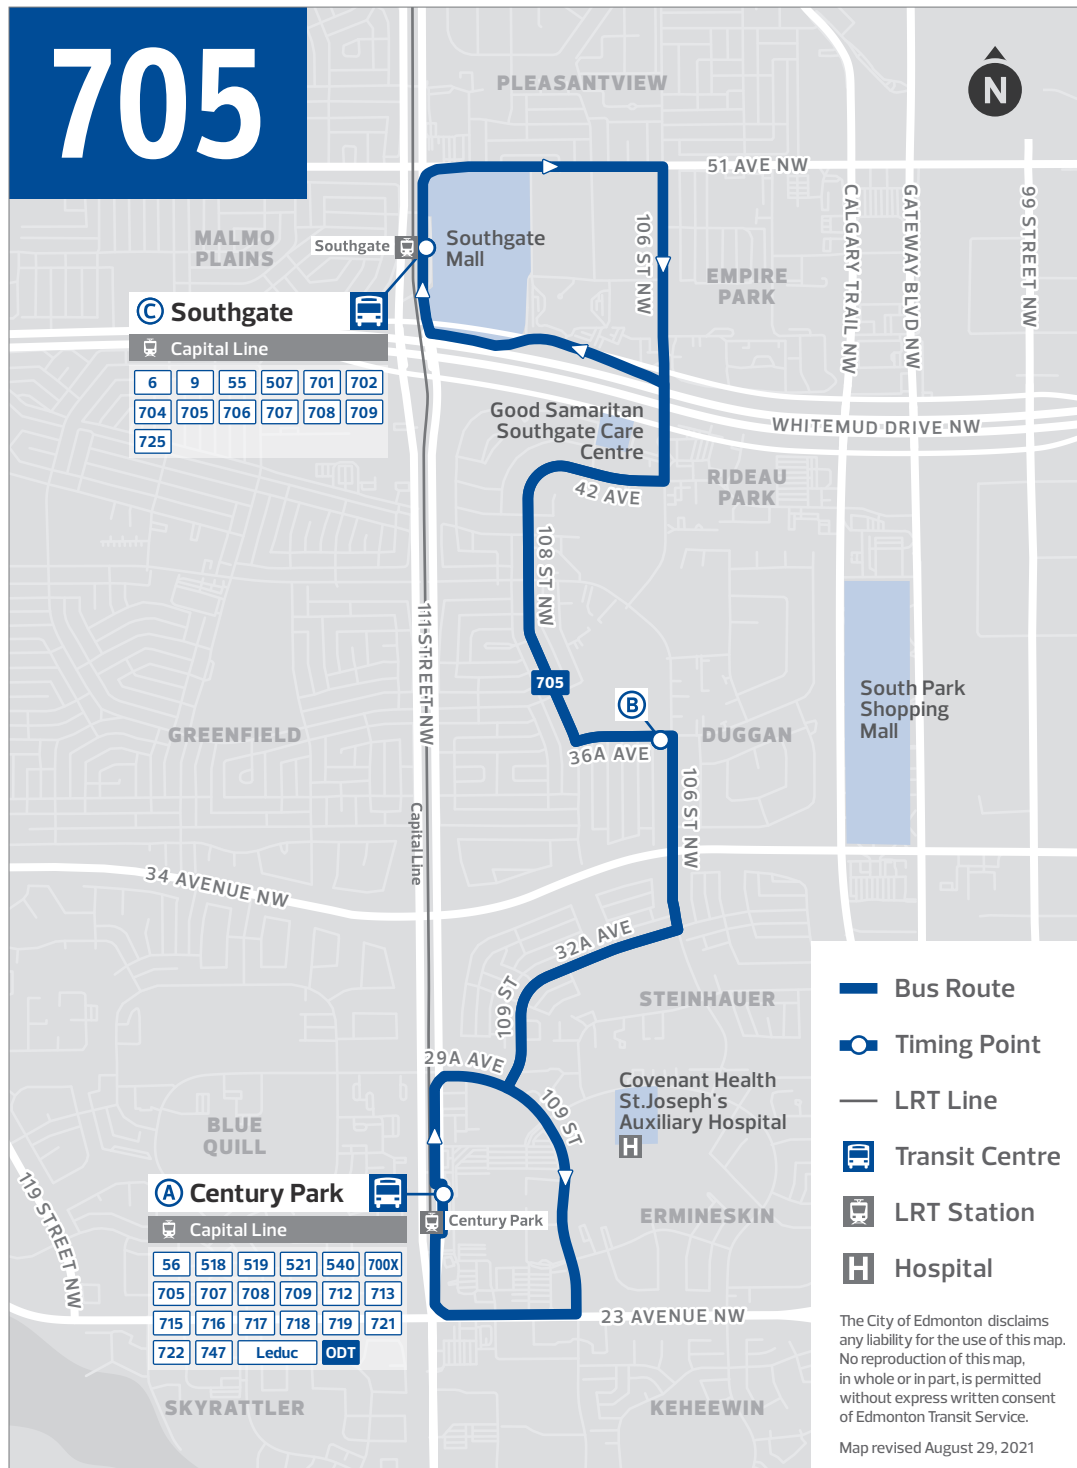 705
N
PLEASANTVIEW
51 AVE NW
MALMO
PLAINS
Southgate
Southgate
Mall
106 ST NW
EMPIRE
PARK
CALGARY TRAIL NW
GATEWAY BLVD NW
99 STREET NW
C Southgate
Capital Line
6 9 55 507 701 702
704 705 706 707 708 709
725
Good Samaritan
Southgate Care
Centre
WHITEMUD DRIVE NW
42 AVE
RIDEAU
PARK
108 ST NW
111 STREET NW
705
B
South Park
Shopping
Mall
GREENFIELD
36A AVE
DUGGAN
106 ST NW
Capital Line
34 AVENUE NW
32A AVE
109 ST
STEINHAUER
29A AVE
109 ST
Covenant Health
St.Joseph's
Auxiliary Hospital
H
BLUE
QUILL
119 STREET NW
A Century Park
Capital Line
Century Park
ERMINESKIN
56 518 519 521 540 700X
705 707 708 709 712 713
715 716 717 718 719 721
722 747 Leduc ODT
23 AVENUE NW
SKYRATTLER
KEHEEWIN
Bus Route
Timing Point
LRT Line
Transit Centre
LRT Station
H Hospital
The City of Edmonton disclaims
any liability for the use of this map.
No reproduction of this map,
in whole or in part, is permitted
without express written consent
of Edmonton Transit Service.
Map revised August 29, 2021